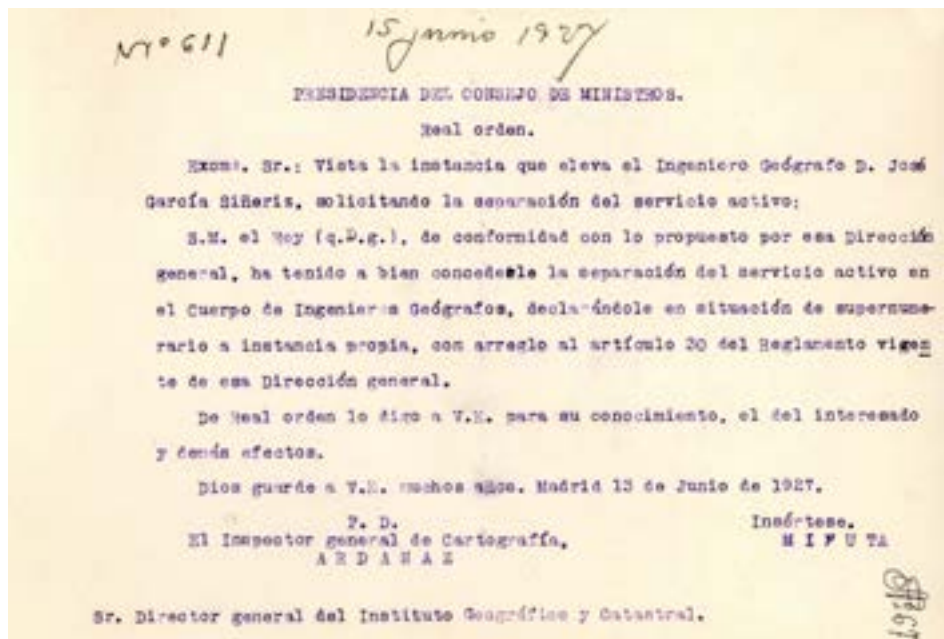 Nº 611
15 junio 1927
PRESIDENCIA DEL CONSEJO DE MINISTROS.
Real orden.
Excmo. Sr.: Vista la instancia que eleva el Ingeniero Geógrafo D. José
García Siñeris, solicitando la separación del servicio activo;
S.M. el Rey (q.D.g.), de conformidad con lo propuesto por esa Dirección
general, ha tenido a bien concederle la separación del servicio activo en
el Cuerpo de Ingenieros Geógrafos, declarándole en situación de supernume-
rario a instancia propia, con arreglo al artículo 20 del Reglamento vigen
te de esa Dirección general.
De Real orden lo digo a V.E. para su conocimiento, el del interesado
y demás efectos.
Dios guarde a V.E. muchos años. Madrid 13 de Junio de 1927.
P. D.
El Inspector general de Cartografía,
ARDANAZ
Insértese.
MINUTA
Sr. Director general del Instituto Geográfico y Catastral.